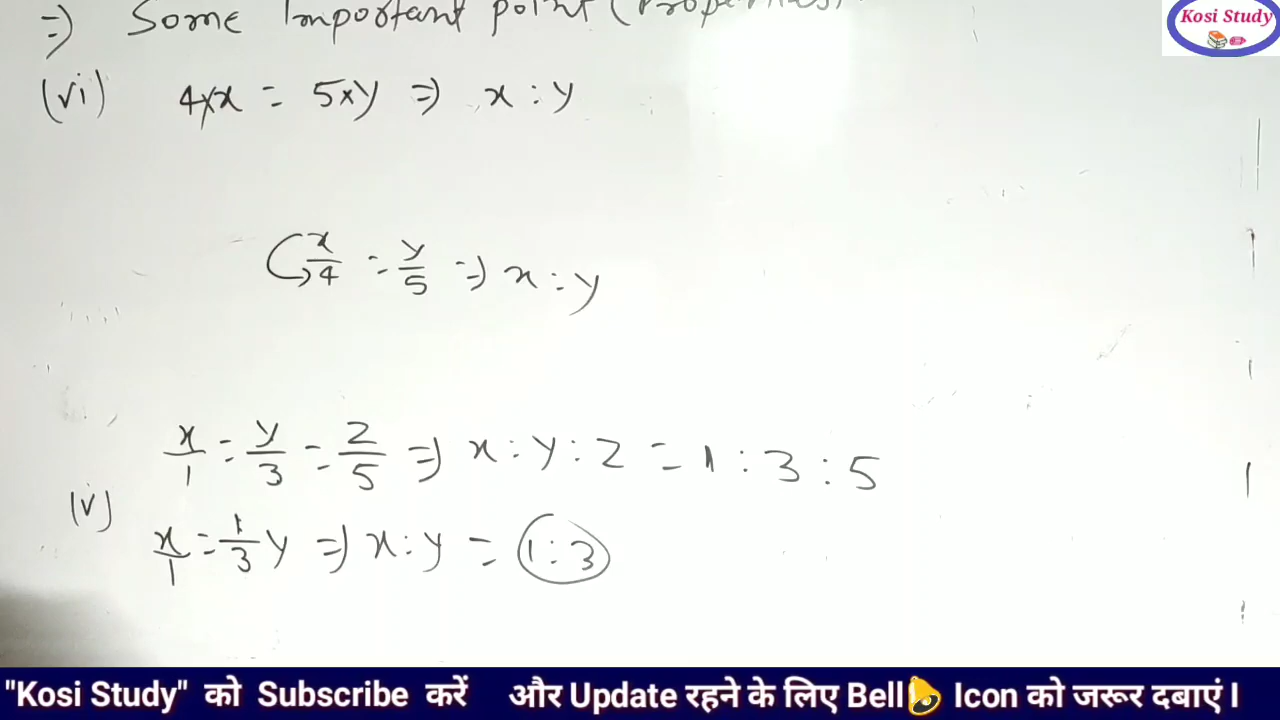 ⇒) Some Important point (Properties)
Kosi Study
(vi) 4×x = 5×y ⇒ x : y
x/4 = y/5 ⇒ x : y
x/1 = y/3 = z/5 ⇒ x : y : z = 1 : 3 : 5
(v)
x/1 = 1/3 y ⇒ x : y = 1 : 3
"Kosi Study" को Subscribe करें और Update रहने के लिए Bell Icon को जरूर दबाएं I